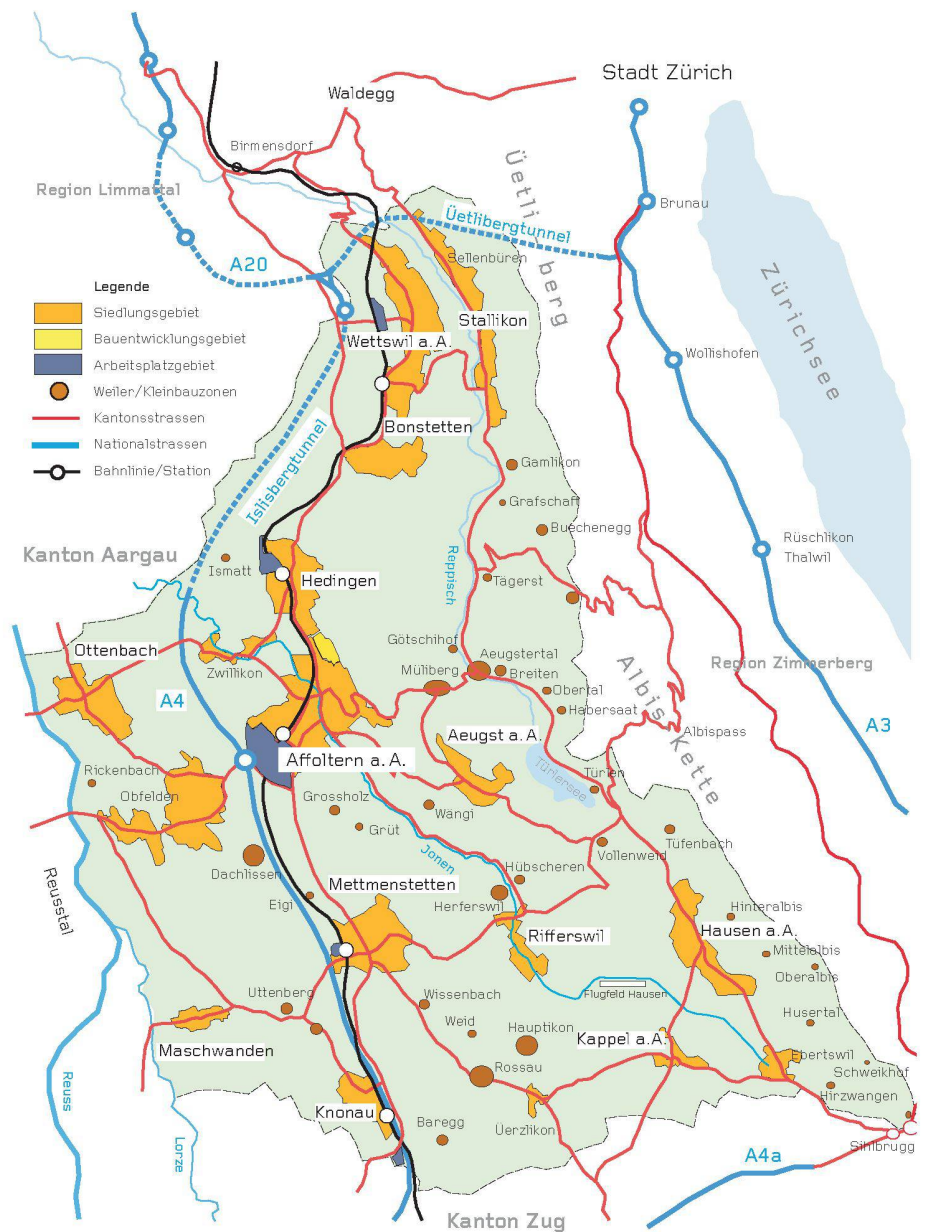 Stadt Zürich
Waldegg
Birmensdorf
Üetliberg
Region Limmattal
Brunau
Üetlibergtunnel
A20
Sellenbüren
Zürichsee
Legende
Siedlungsgebiet
Bauentwicklungsgebiet
Arbeitsplatzgebiet
Weiler/Kleinbauzonen
Kantonsstrassen
Nationalstrassen
Bahnlinie/Station
Stallikon
Wettswil a.A.
Wollishofen
Bonstetten
Islisbergtunnel
Gamlikon
Grafschaft
Buechenegg
Rüschlikon
Thalwil
Kanton Aargau
Ismatt
Hedingen
Reppisch
Tägerst
Ottenbach
Zwillikon
Götschihof
Aeugstertal
Müliberg
Breiten
Obertal
Habersaat
Region Zimmerberg
Albis-Kette
A4
A3
Albispass
Aeugst a.A.
Affoltern a.A.
Rickenbach
Obfelden
Türlersee
Türlen
Grossholz
Wängi
Grüt
Tüfenbach
Vollenweid
Jonen
Dachlissen
Hübscheren
Mettmenstetten
Eigi
Herferswil
Reusstal
Rifferswil
Hausen a.A.
Hinteralbis
Mittelalbis
Oberalbis
Flugfeld Hausen
Uttenberg
Wissenbach
Weid
Hauptikon
Husertal
Kappel a.A.
Maschwanden
Ebertswil
Rossau
Schweikhof
Hirzwangen
Reuss
Knonau
Üerzlikon
Baregg
Sihlbrugg
Lorze
A4a
Kanton Zug